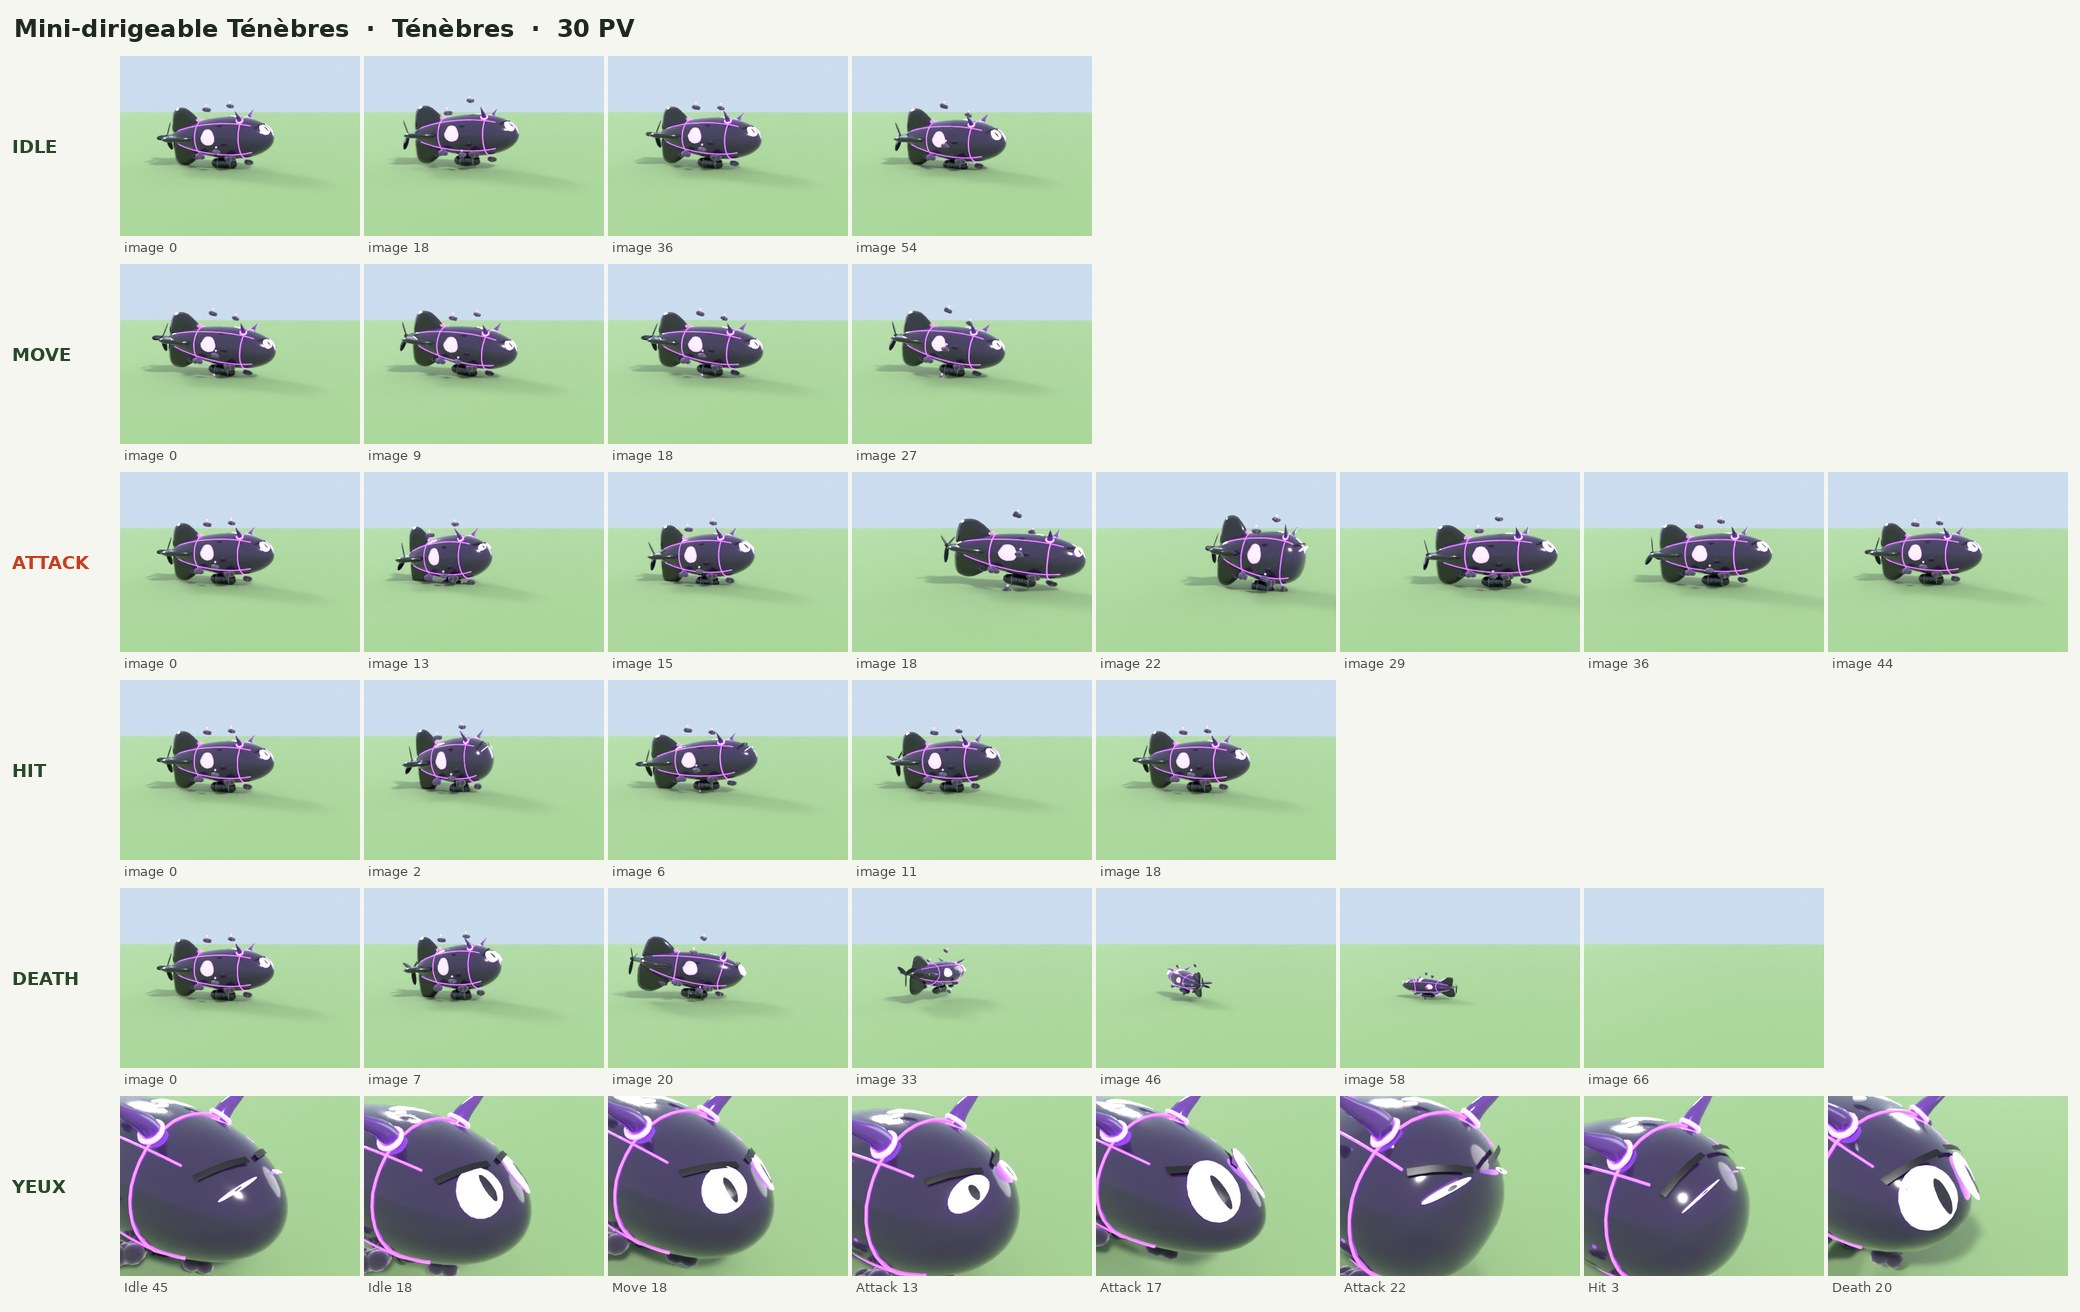 Mini-dirigeable Ténèbres · Ténèbres · 30 PV
IDLE
image 0 image 18 image 36 image 54
MOVE
image 0 image 9 image 18 image 27
ATTACK
image 0 image 13 image 15 image 18 image 22 image 29 image 36 image 44
HIT
image 0 image 2 image 6 image 11 image 18
DEATH
image 0 image 7 image 20 image 33 image 46 image 58 image 66
YEUX
Idle 45 Idle 18 Move 18 Attack 13 Attack 17 Attack 22 Hit 3 Death 20